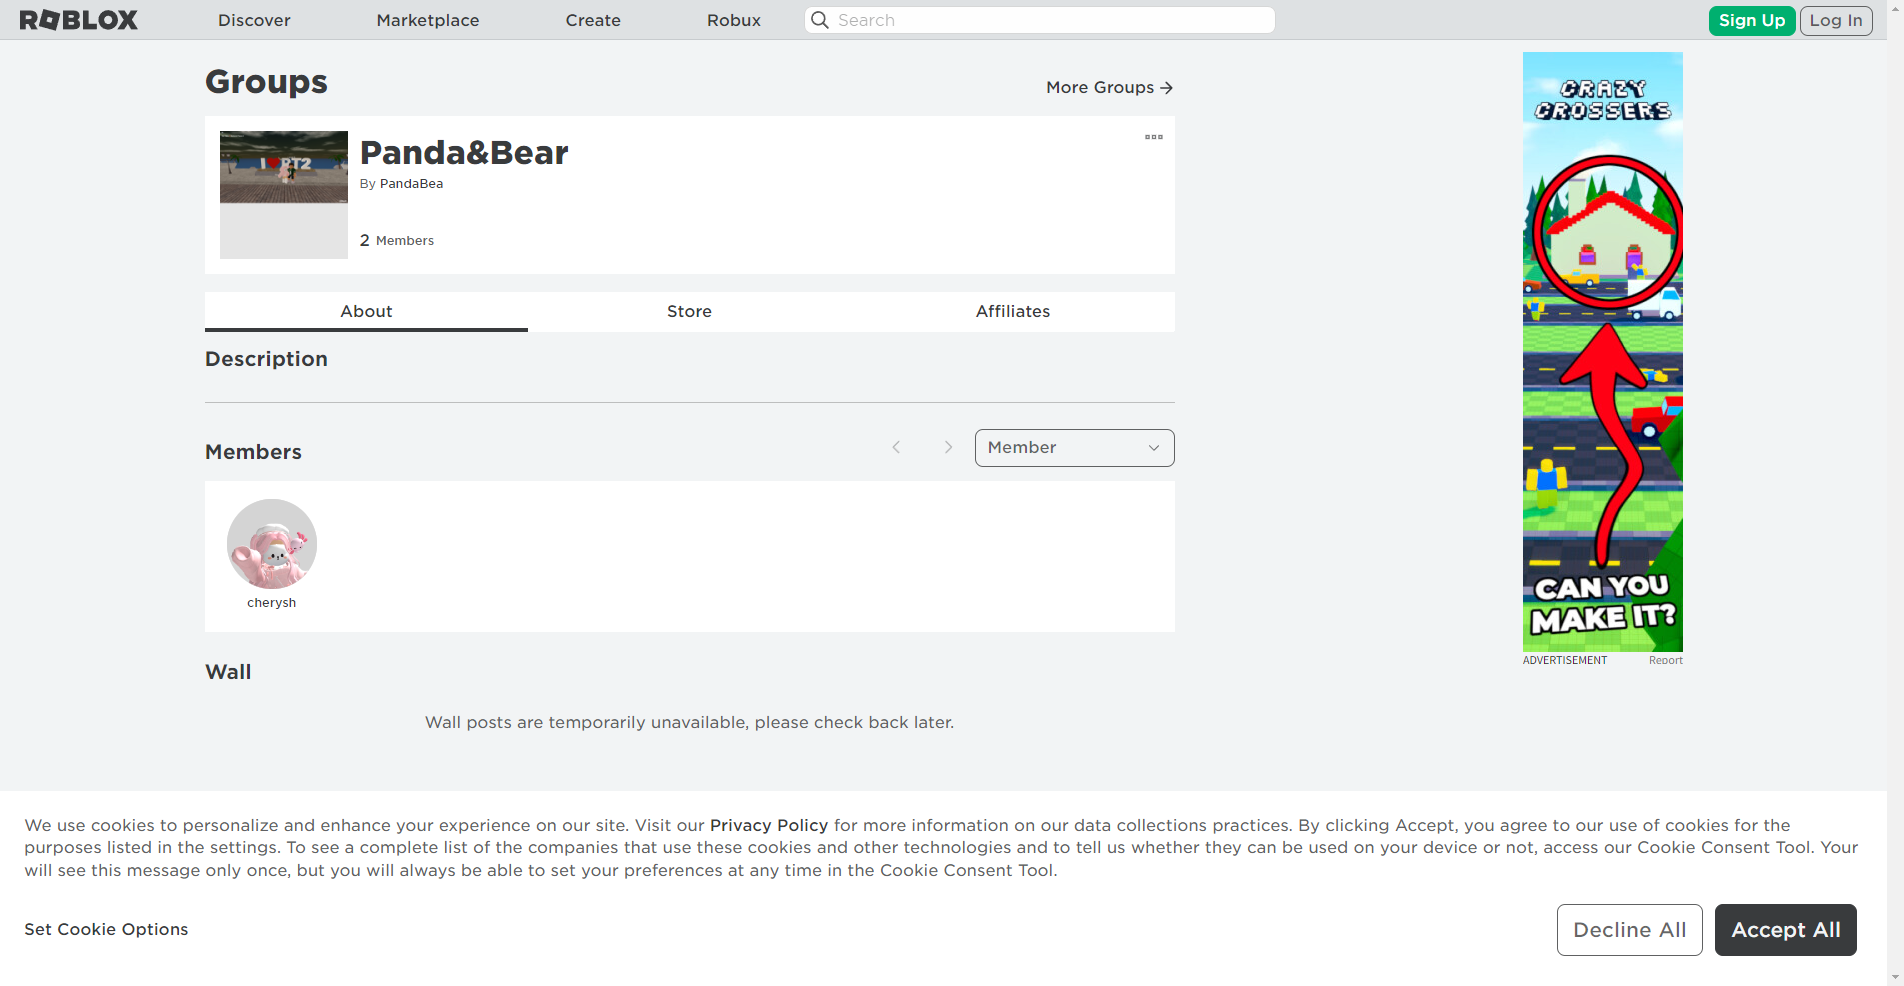 ROBLOX Discover Marketplace Create Robux Search Sign Up Log In
Groups
More Groups →
I ❤ PT2
Panda&Bear
By PandaBea
2 Members
About Store Affiliates
Description
Members
Member
cherysh
Wall
Wall posts are temporarily unavailable, please check back later.
CRAZY
CROSSERS
CAN YOU
MAKE IT?
ADVERTISEMENT Report
We use cookies to personalize and enhance your experience on our site. Visit our Privacy Policy for more information on our data collections practices. By clicking Accept, you agree to our use of cookies for the
purposes listed in the settings. To see a complete list of the companies that use these cookies and other technologies and to tell us whether they can be used on your device or not, access our Cookie Consent Tool. Your
will see this message only once, but you will always be able to set your preferences at any time in the Cookie Consent Tool.
Set Cookie Options
Decline All Accept All